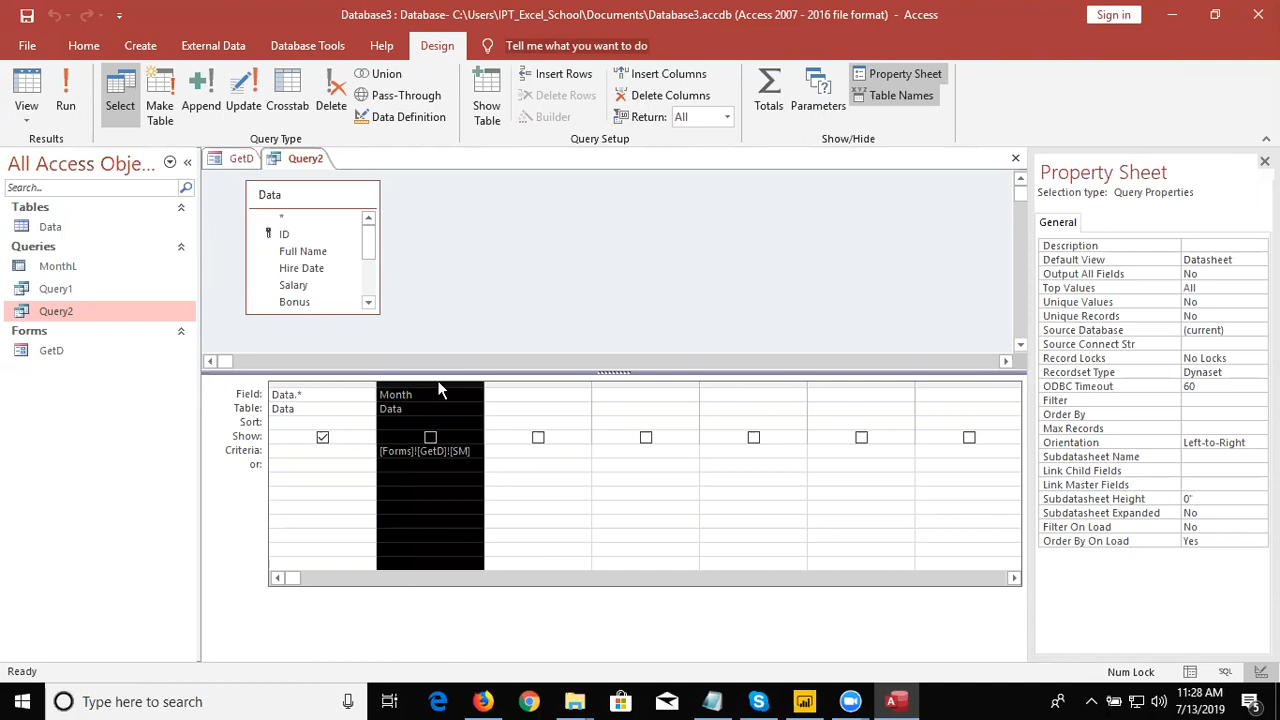 Database3 : Database- C:\Users\IPT_Excel_School\Documents\Database3.accdb (Access 2007 - 2016 file format) - Access
Sign in
File Home Create External Data Database Tools Help Design Tell me what you want to do
View
Run
Results
Select
Make Table
Append
Update
Crosstab
Delete
Union
Pass-Through
Data Definition
Query Type
Show Table
Insert Rows
Delete Rows
Builder
Insert Columns
Delete Columns
Return: All
Query Setup
Totals
Parameters
Property Sheet
Table Names
Show/Hide
All Access Obje...
Search...
Tables
Data
Queries
MonthL
Query1
Query2
Forms
GetD
GetD Query2
Data
*
ID
Full Name
Hire Date
Salary
Bonus
Field: Data.* Month
Table: Data Data
Sort:
Show:
Criteria: [Forms]![GetD]![SM]
or:
Property Sheet
Selection type: Query Properties
General
Description
Default View Datasheet
Output All Fields No
Top Values All
Unique Values No
Unique Records No
Source Database (current)
Source Connect Str
Record Locks No Locks
Recordset Type Dynaset
ODBC Timeout 60
Filter
Order By
Max Records
Orientation Left-to-Right
Subdatasheet Name
Link Child Fields
Link Master Fields
Subdatasheet Height 0"
Subdatasheet Expanded No
Filter On Load No
Order By On Load Yes
Ready
Num Lock
SQL
Type here to search
11:28 AM
7/13/2019
5